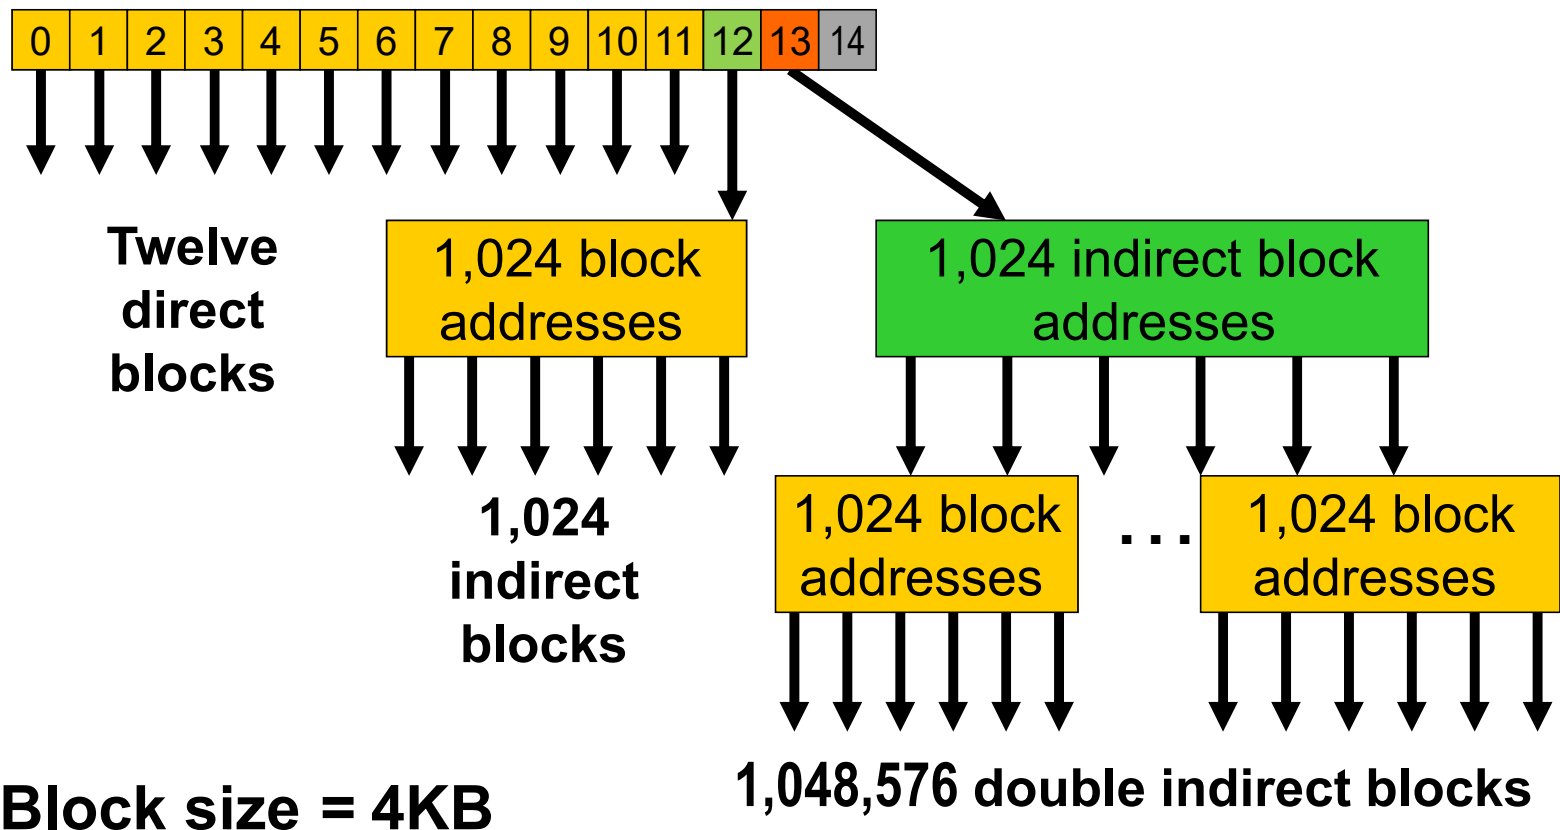 0 1 2 3 4 5 6 7 8 9 10 11 12 13 14
Twelve
direct
blocks
1,024 block
addresses
1,024 indirect block
addresses
1,024
indirect
blocks
1,024 block
addresses
...
1,024 block
addresses
1,048,576 double indirect blocks
Block size = 4KB